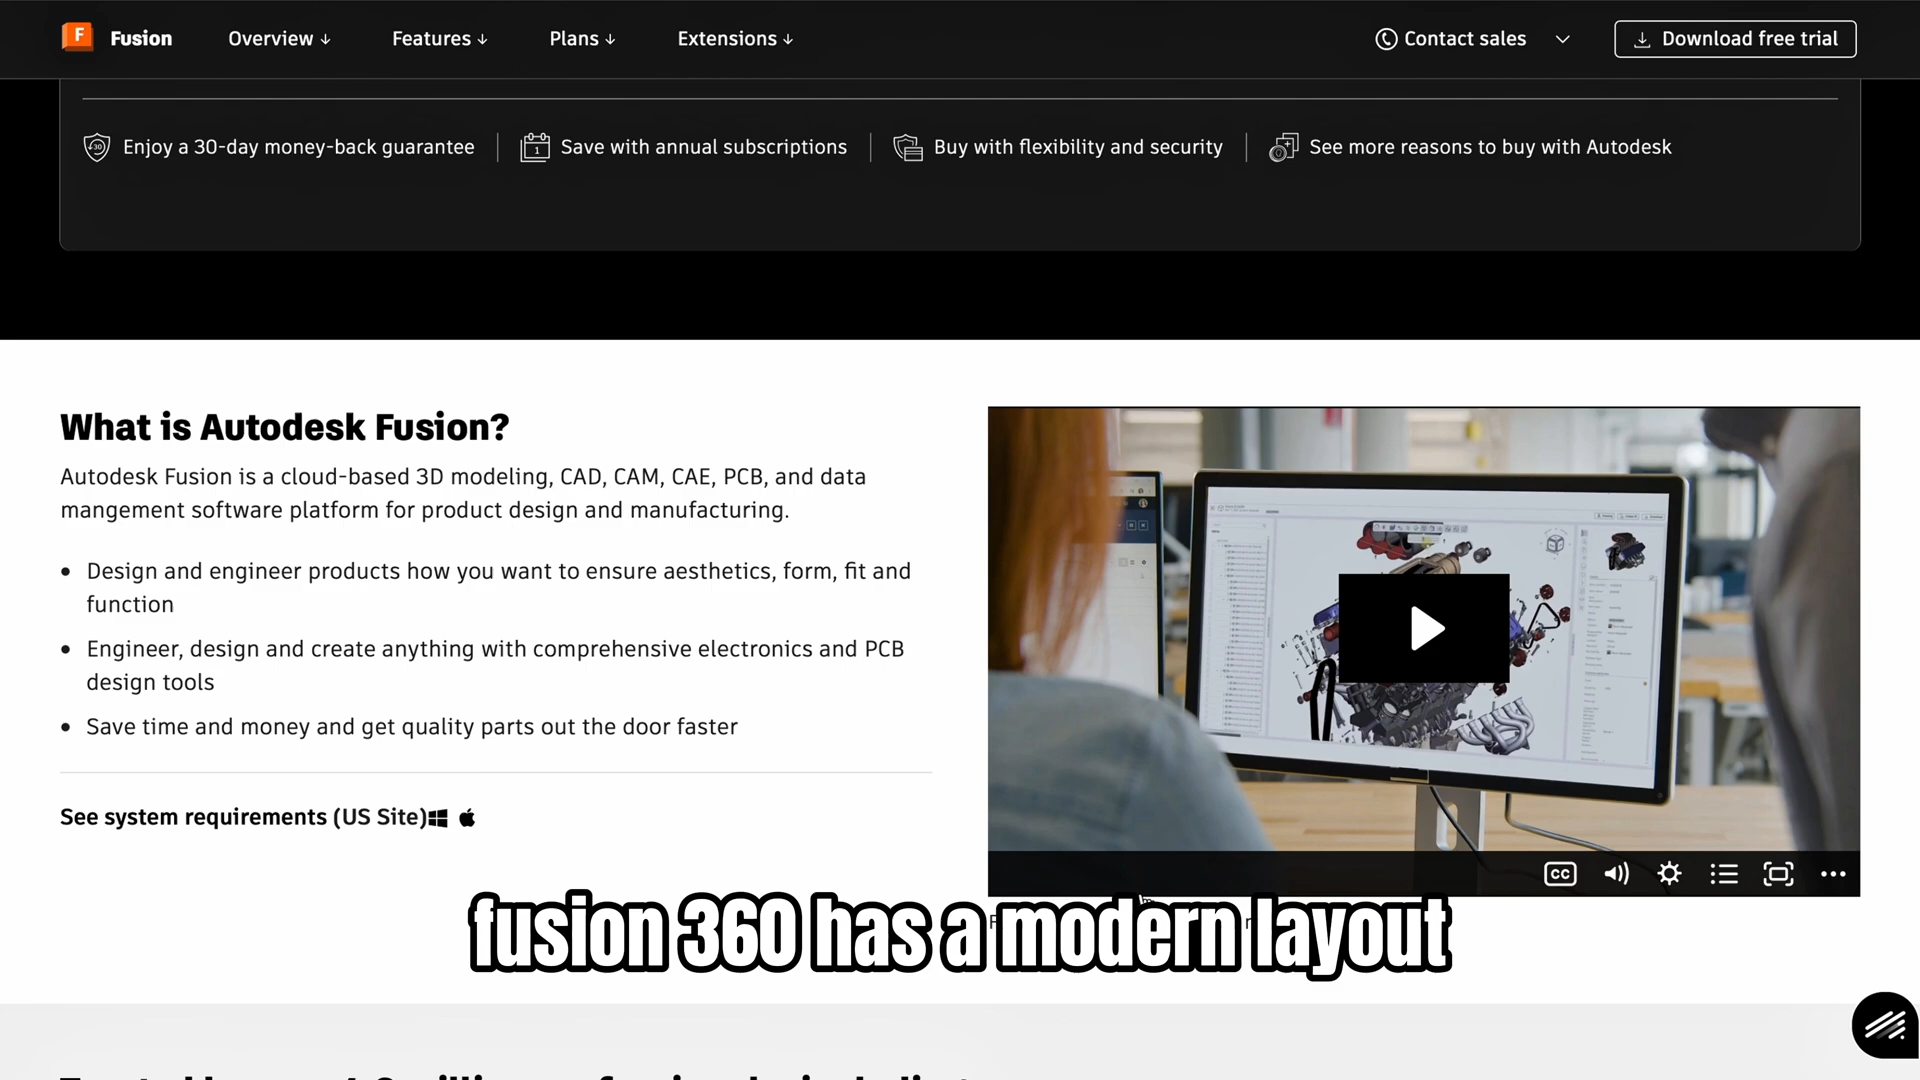 F Fusion Overview ↓ Features ↓ Plans ↓ Extensions ↓ Contact sales Download free trial
30 Enjoy a 30-day money-back guarantee 1 Save with annual subscriptions Buy with flexibility and security See more reasons to buy with Autodesk
What is Autodesk Fusion?
Autodesk Fusion is a cloud-based 3D modeling, CAD, CAM, CAE, PCB, and data
mangement software platform for product design and manufacturing.
• Design and engineer products how you want to ensure aesthetics, form, fit and
function
• Engineer, design and create anything with comprehensive electronics and PCB
design tools
• Save time and money and get quality parts out the door faster
See system requirements (US Site)
CC
fusion 360 has a modern layout